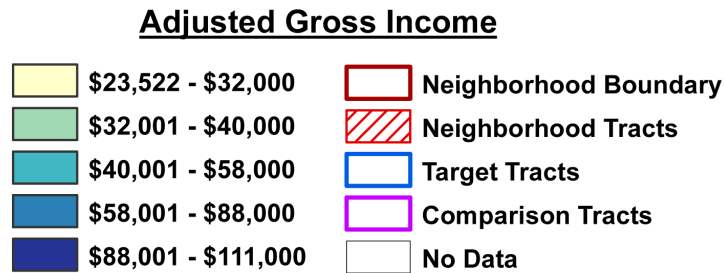 Adjusted Gross Income
$23,522 - $32,000
$32,001 - $40,000
$40,001 - $58,000
$58,001 - $88,000
$88,001 - $111,000
Neighborhood Boundary
Neighborhood Tracts
Target Tracts
Comparison Tracts
No Data